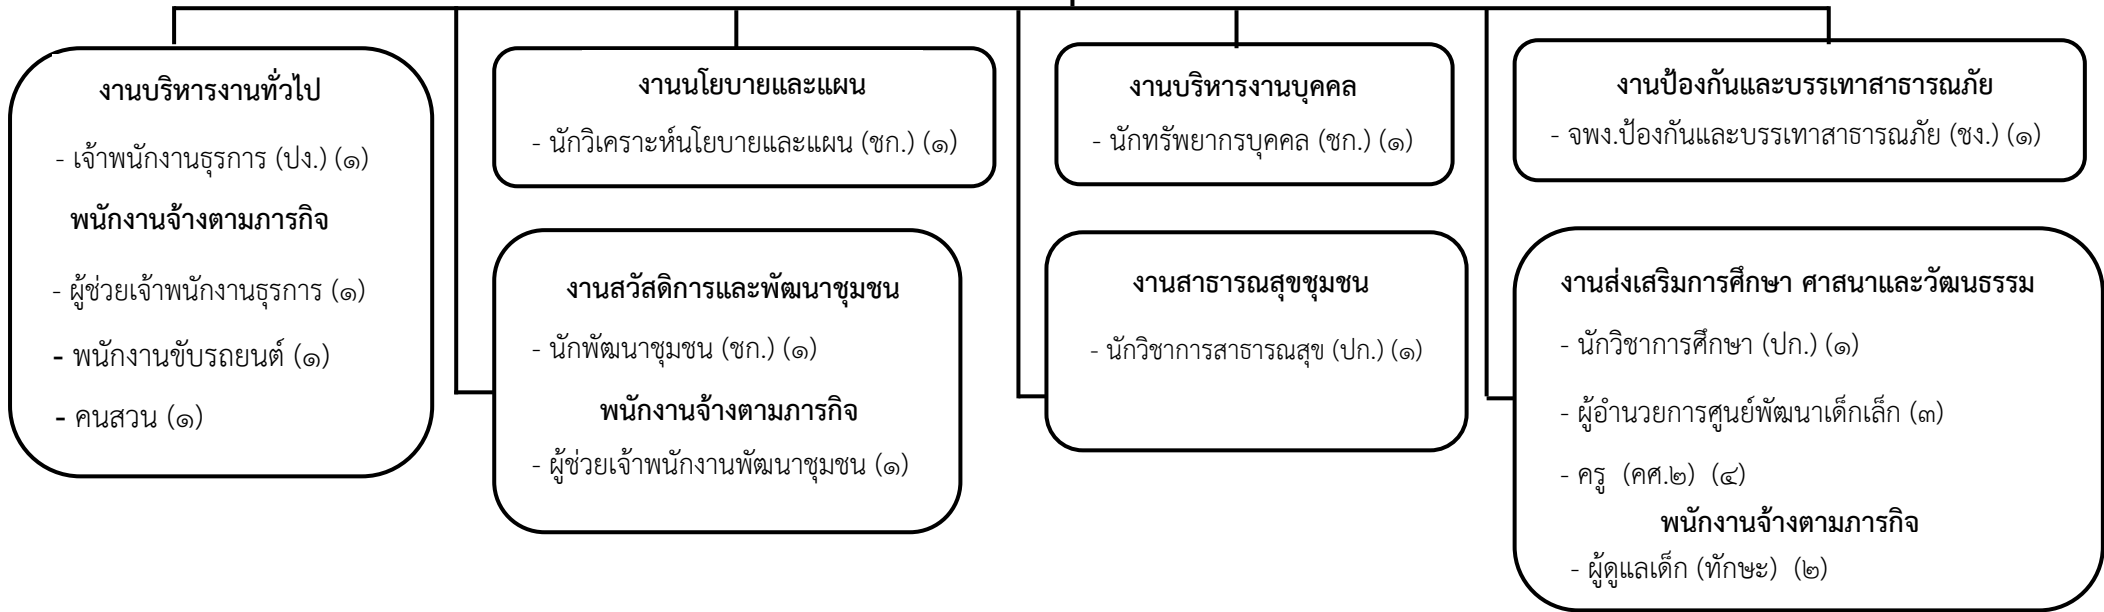 งานบริหารงานทั่วไป
- เจ้าพนักงานธุรการ (ปง.) (๑)
พนักงานจ้างตามภารกิจ
- ผู้ช่วยเจ้าพนักงานธุรการ (๑)
- พนักงานขับรถยนต์ (๑)
- คนสวน (๑)
งานนโยบายและแผน
- นักวิเคราะห์นโยบายและแผน (ชก.) (๑)
งานบริหารงานบุคคล
- นักทรัพยากรบุคคล (ชก.) (๑)
งานป้องกันและบรรเทาสาธารณภัย
- จพง.ป้องกันและบรรเทาสาธารณภัย (ชง.) (๑)
งานสวัสดิการและพัฒนาชุมชน
- นักพัฒนาชุมชน (ชก.) (๑)
พนักงานจ้างตามภารกิจ
- ผู้ช่วยเจ้าพนักงานพัฒนาชุมชน (๑)
งานสาธารณสุขชุมชน
- นักวิชาการสาธารณสุข (ปก.) (๑)
งานส่งเสริมการศึกษา ศาสนาและวัฒนธรรม
- นักวิชาการศึกษา (ปก.) (๑)
- ผู้อำนวยการศูนย์พัฒนาเด็กเล็ก (๓)
- ครู (คศ.๒) (๔)
พนักงานจ้างตามภารกิจ
- ผู้ดูแลเด็ก (ทักษะ) (๒)